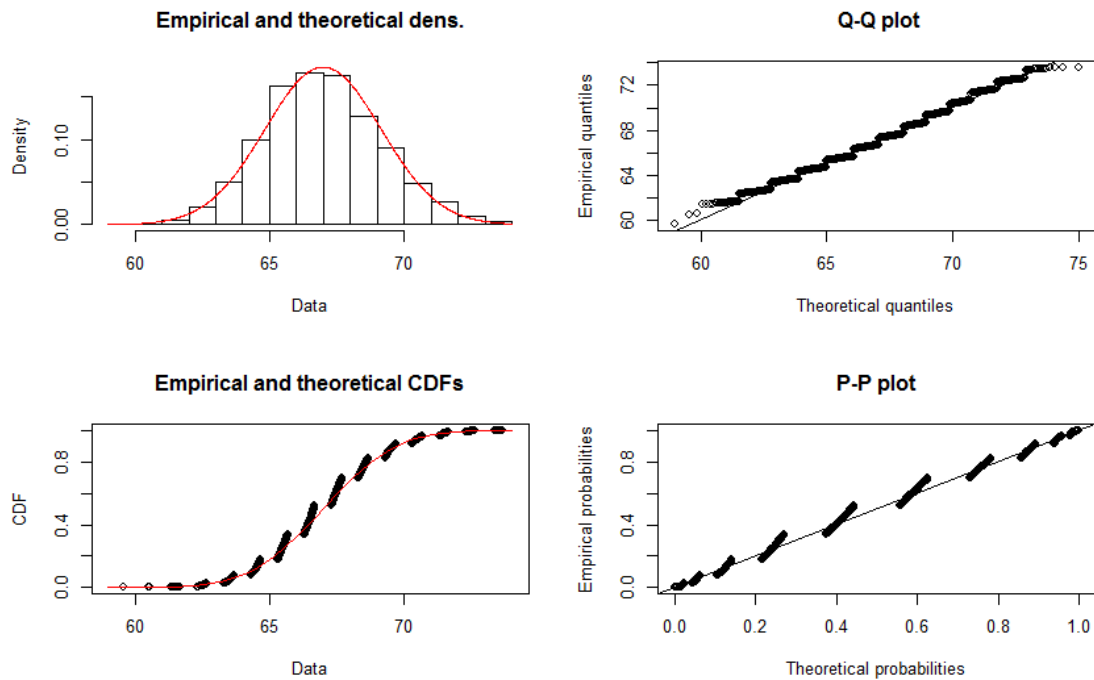 Empirical and theoretical dens.
Density
0.00
0.10
60
65
70
Data
Q-Q plot
Empirical quantiles
60
64
68
72
60
65
70
75
Theoretical quantiles
Empirical and theoretical CDFs
CDF
0.0
0.4
0.8
60
65
70
Data
P-P plot
Empirical probabilities
0.0
0.4
0.8
0.0
0.2
0.4
0.6
0.8
1.0
Theoretical probabilities